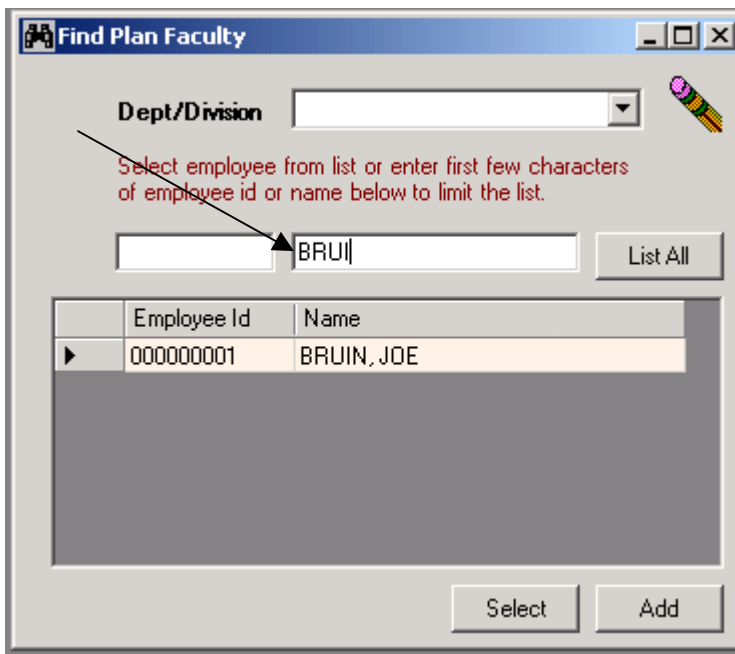 Find Plan Faculty
Dept/Division
Select employee from list or enter first few characters
of employee id or name below to limit the list.
BRUI
List All
Employee Id Name
000000001 BRUIN, JOE
Select Add